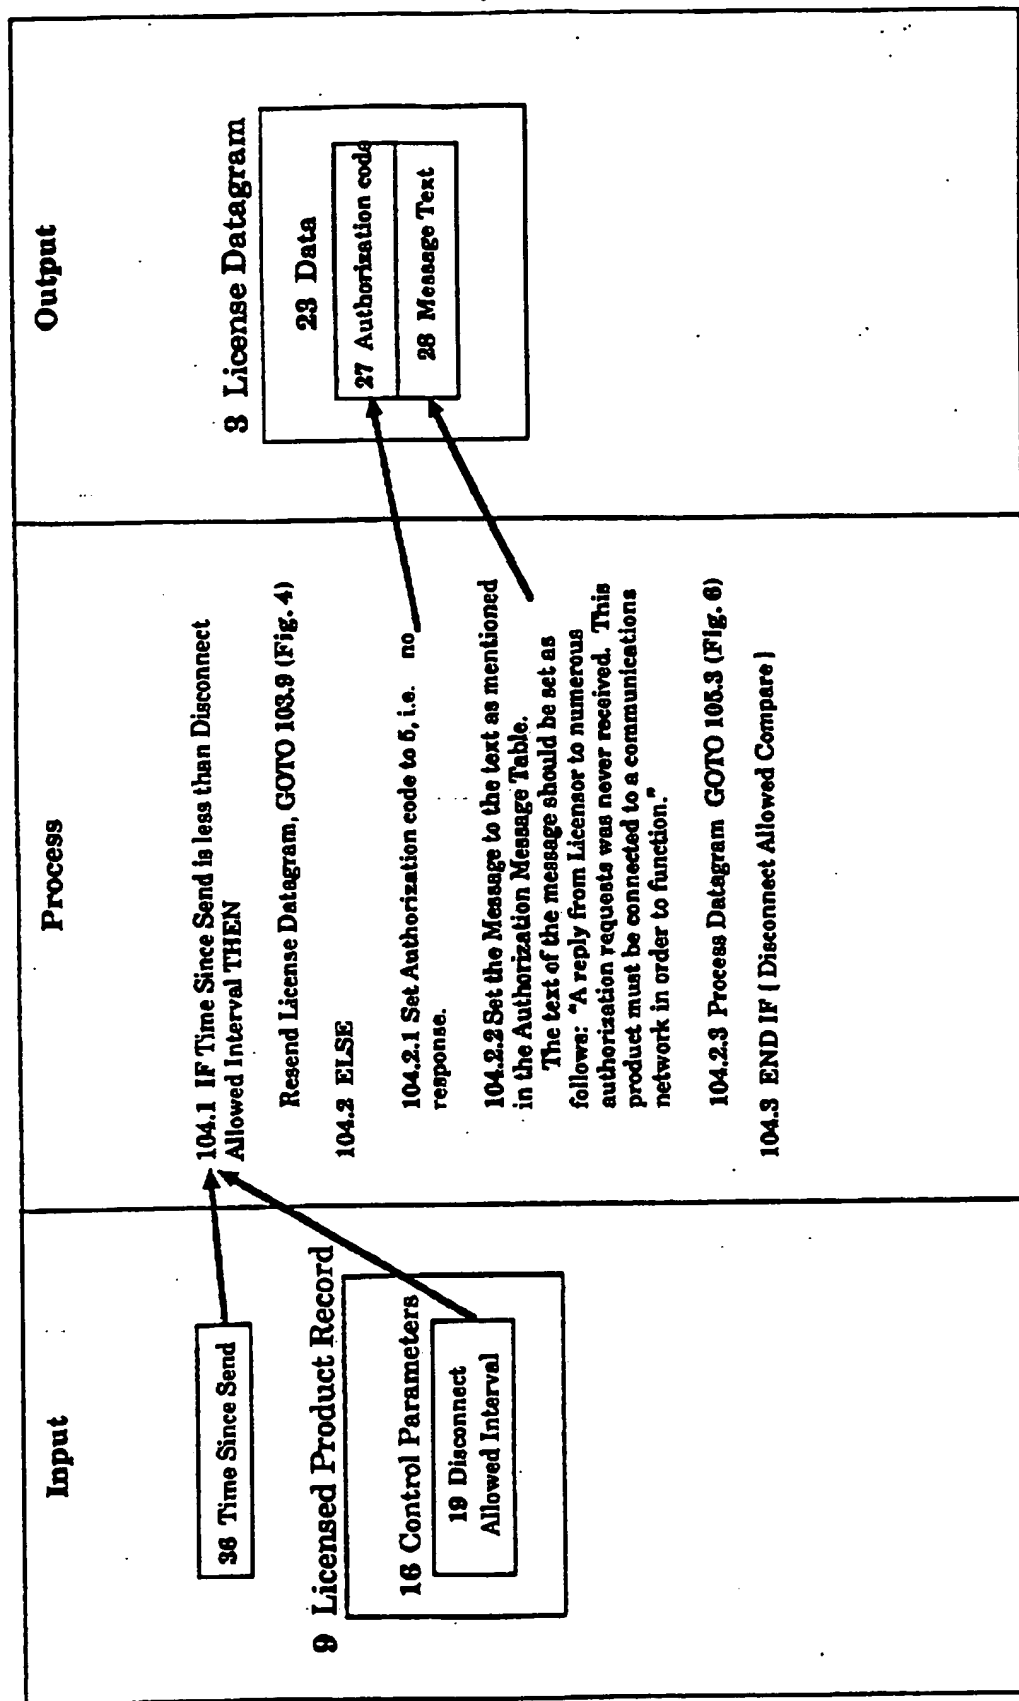 Input
36 Time Since Send
9 Licensed Product Record
16 Control Parameters
19 Disconnect
Allowed Interval
Process
104.1 IF Time Since Send is less than Disconnect
Allowed Interval THEN
Resend License Datagram, GOTO 103.9 (Fig. 4)
104.2 ELSE
104.2.1 Set Authorization code to 5, i.e. no
response.
104.2.2 Set the Message to the text as mentioned
in the Authorization Message Table.
The text of the message should be set as
follows: "A reply from Licensor to numerous
authorization requests was never received. This
product must be connected to a communications
network in order to function."
104.2.3 Process Datagram GOTO 105.3 (Fig. 6)
104.3 END IF { Disconnect Allowed Compare }
Output
3 License Datagram
23 Data
27 Authorization code
28 Message Text